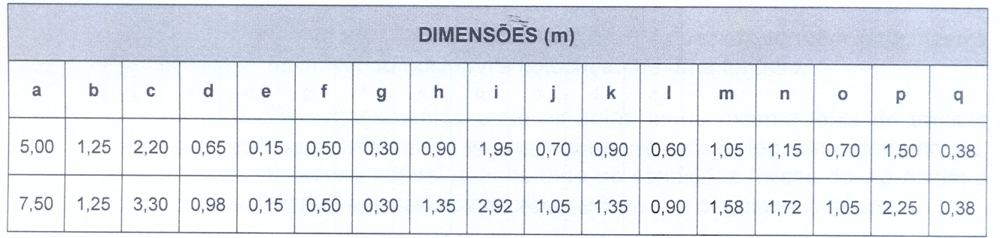 DIMENSÕES (m)
a b c d e f g h i j k l m n o p q
5,00 1,25 2,20 0,65 0,15 0,50 0,30 0,90 1,95 0,70 0,90 0,60 1,05 1,15 0,70 1,50 0,38
7,50 1,25 3,30 0,98 0,15 0,50 0,30 1,35 2,92 1,05 1,35 0,90 1,58 1,72 1,05 2,25 0,38